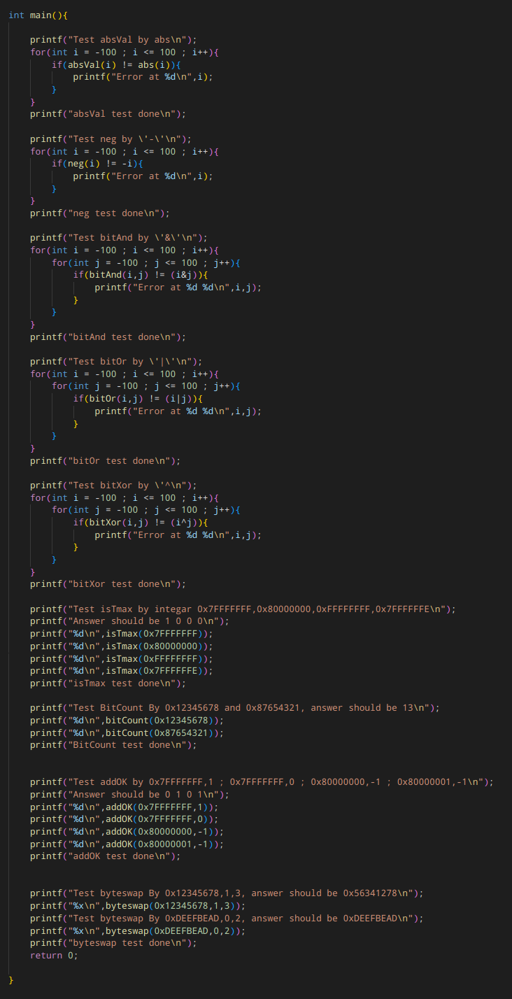 int main(){
printf("Test absVal by abs\n");
for(int i = -100 ; i <= 100 ; i++){
if(absVal(i) != abs(i)){
printf("Error at %d\n",i);
}
}
printf("absVal test done\n");
printf("Test neg by \'-\'\n");
for(int i = -100 ; i <= 100 ; i++){
if(neg(i) != -i){
printf("Error at %d\n",i);
}
}
printf("neg test done\n");
printf("Test bitAnd by \'&\'\n");
for(int i = -100 ; i <= 100 ; i++){
for(int j = -100 ; j <= 100 ; j++){
if(bitAnd(i,j) != (i&j)){
printf("Error at %d %d\n",i,j);
}
}
}
printf("bitAnd test done\n");
printf("Test bitOr by \'|\'\n");
for(int i = -100 ; i <= 100 ; i++){
for(int j = -100 ; j <= 100 ; j++){
if(bitOr(i,j) != (i|j)){
printf("Error at %d %d\n",i,j);
}
}
}
printf("bitOr test done\n");
printf("Test bitXor by \'^\n");
for(int i = -100 ; i <= 100 ; i++){
for(int j = -100 ; j <= 100 ; j++){
if(bitXor(i,j) != (i^j)){
printf("Error at %d %d\n",i,j);
}
}
}
printf("bitXor test done\n");
printf("Test isTmax by integar 0x7FFFFFFF,0x80000000,0xFFFFFFFF,0x7FFFFFFE\n");
printf("Answer should be 1 0 0 0\n");
printf("%d\n",isTmax(0x7FFFFFFF));
printf("%d\n",isTmax(0x80000000));
printf("%d\n",isTmax(0xFFFFFFFF));
printf("%d\n",isTmax(0x7FFFFFFE));
printf("isTmax test done\n");
printf("Test BitCount By 0x12345678 and 0x87654321, answer should be 13\n");
printf("%d\n",bitCount(0x12345678));
printf("%d\n",bitCount(0x87654321));
printf("BitCount test done\n");
printf("Test addOK by 0x7FFFFFFF,1 ; 0x7FFFFFFF,0 ; 0x80000000,-1 ; 0x80000001,-1\n");
printf("Answer should be 0 1 0 1\n");
printf("%d\n",addOK(0x7FFFFFFF,1));
printf("%d\n",addOK(0x7FFFFFFF,0));
printf("%d\n",addOK(0x80000000,-1));
printf("%d\n",addOK(0x80000001,-1));
printf("addOK test done\n");
printf("Test byteswap By 0x12345678,1,3, answer should be 0x56341278\n");
printf("%x\n",byteswap(0x12345678,1,3));
printf("Test byteswap By 0xDEEFBEAD,0,2, answer should be 0xDEEFBEAD\n");
printf("%x\n",byteswap(0xDEEFBEAD,0,2));
printf("byteswap test done\n");
return 0;
}